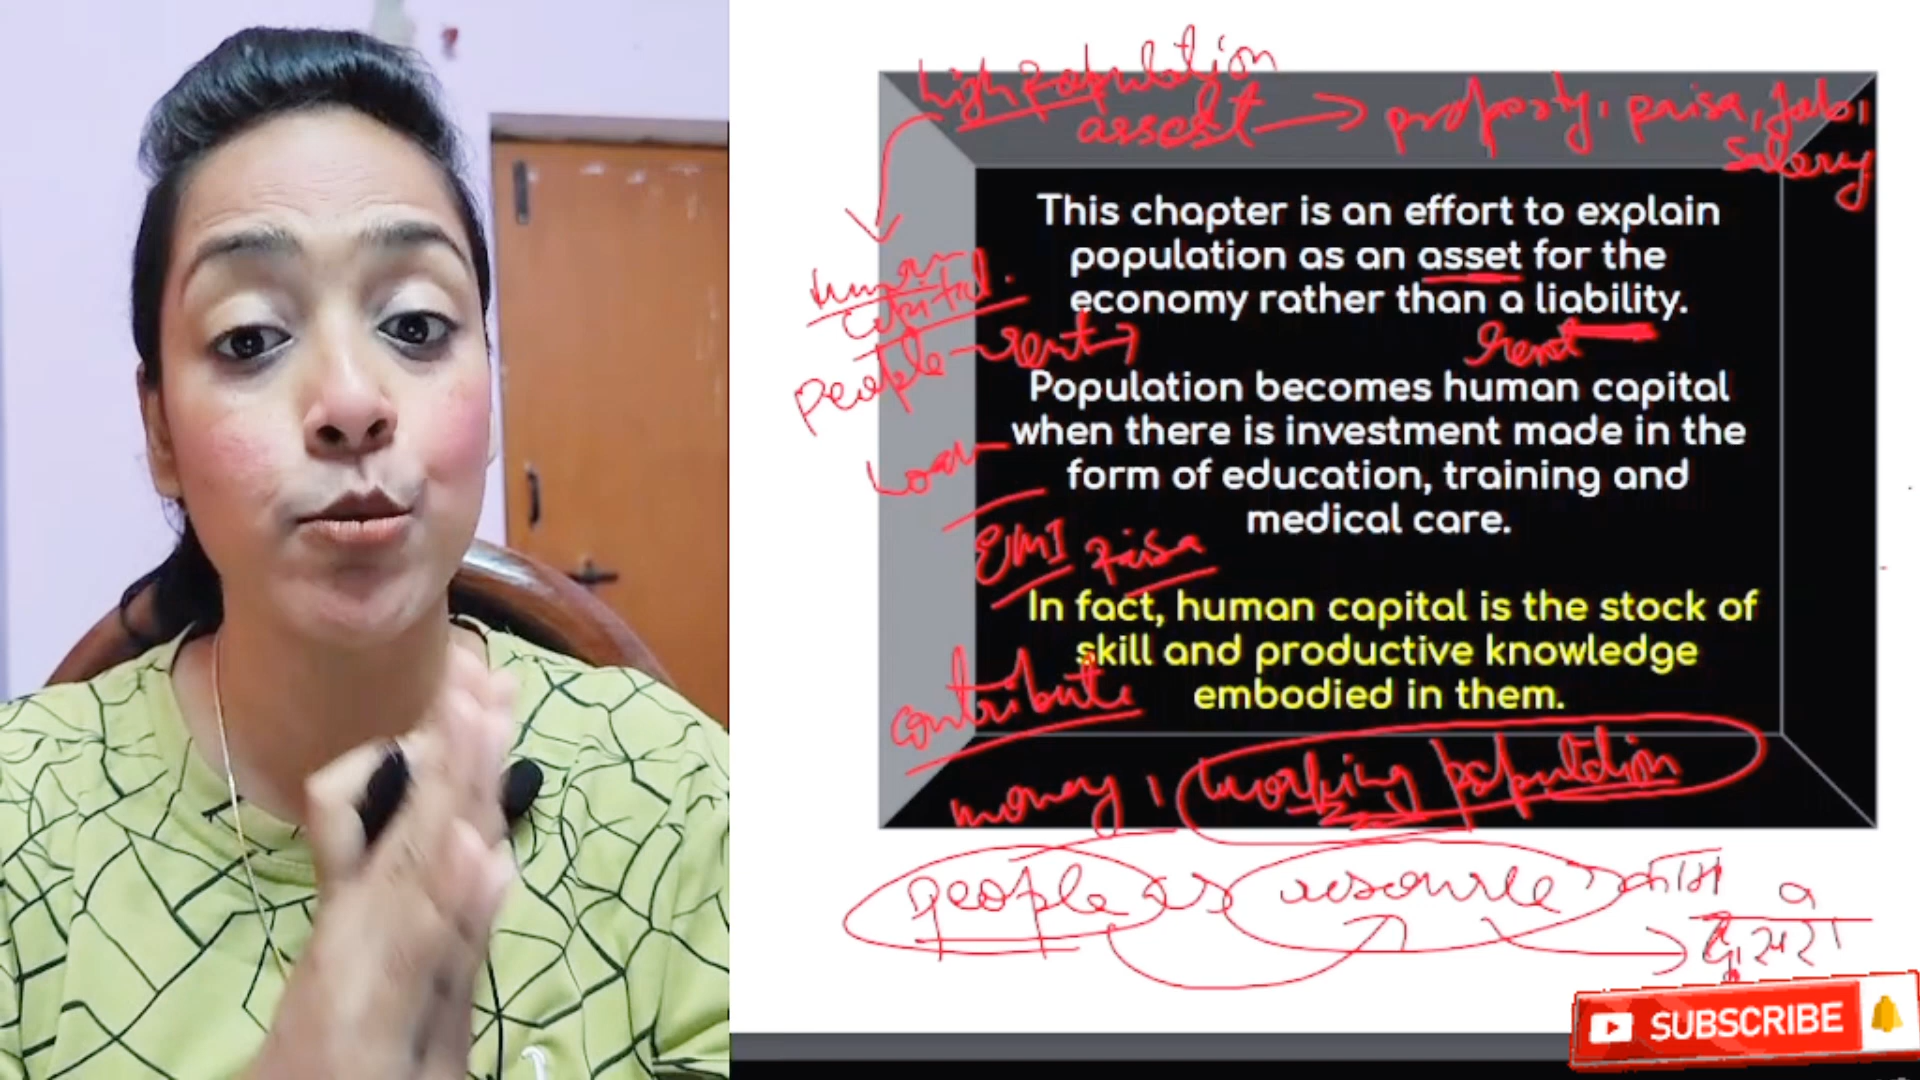 high population
assest → property, paisa, job,
salery
This chapter is an effort to explain
population as an asset for the
economy rather than a liability.
human
capital.
rent
people - rent →
Population becomes human capital
when there is investment made in the
form of education, training and
medical care.
Loan
EMI paisa
In fact, human capital is the stock of
skill and productive knowledge
embodied in them.
contribute
money, working population
people as resource
SUBSCRIBE